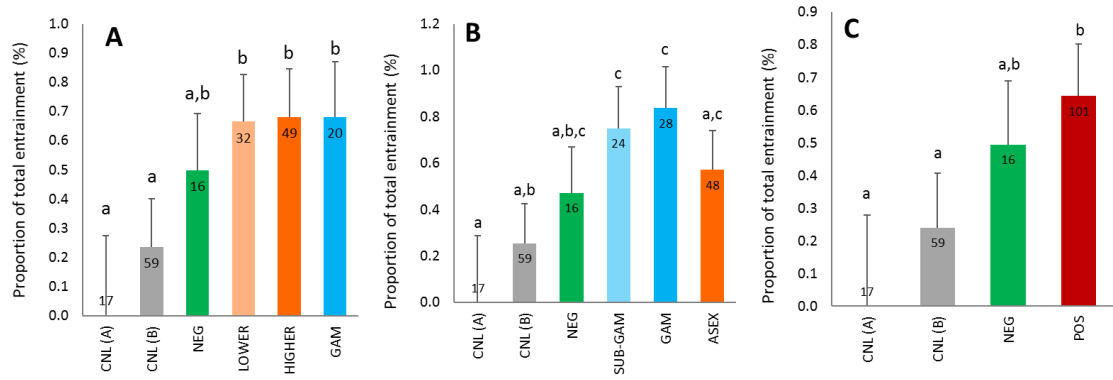 A
Proportion of total entrainment (%)
1.0
0.9
0.8
0.7
0.6
0.5
0.4
0.3
0.2
0.1
0.0
a
a
a,b
b
b
b
17
59
16
32
49
20
CNL (A)
CNL (B)
NEG
LOWER
HIGHER
GAM
B
Proportion of total entrainment (%)
1.2
1.0
0.8
0.6
0.4
0.2
0.0
a
a,b
a,b,c
c
c
a,c
17
59
16
24
28
48
CNL (A)
CNL (B)
NEG
SUB-GAM
GAM
ASEX
C
Proportion of total entrainment (%)
0.9
0.8
0.7
0.6
0.5
0.4
0.3
0.2
0.1
0.0
a
a
a,b
b
17
59
16
101
CNL (A)
CNL (B)
NEG
POS